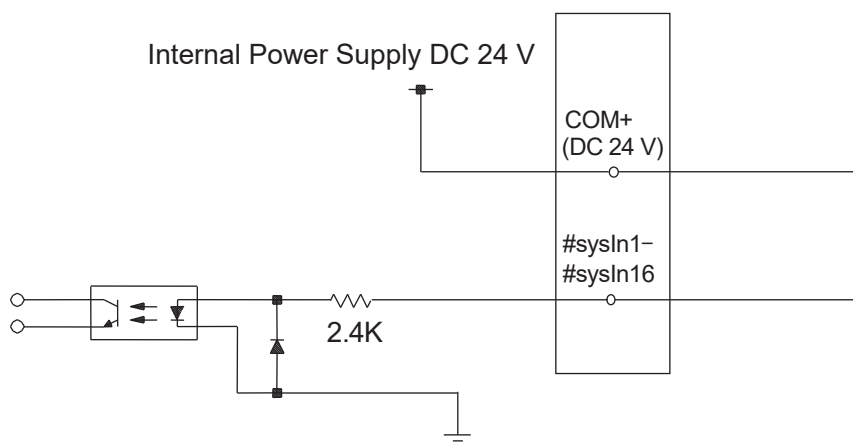 Internal Power Supply DC 24 V
COM+
(DC 24 V)
#sysIn1−
#sysIn16
2.4K